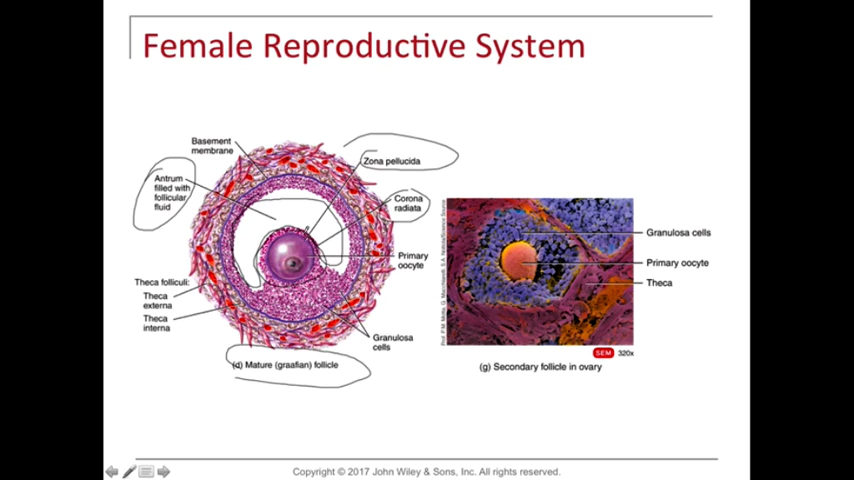 Female Reproductive System
Basement
membrane
Zona pellucida
Antrum
filled with
follicular
fluid
Corona
radiata
Primary
oocyte
Theca folliculi:
Theca
externa
Theca
interna
Granulosa
cells
(d) Mature (graafian) follicle
Granulosa cells
Primary oocyte
Theca
SEM 320x
(g) Secondary follicle in ovary
Copyright © 2017 John Wiley & Sons, Inc. All rights reserved.